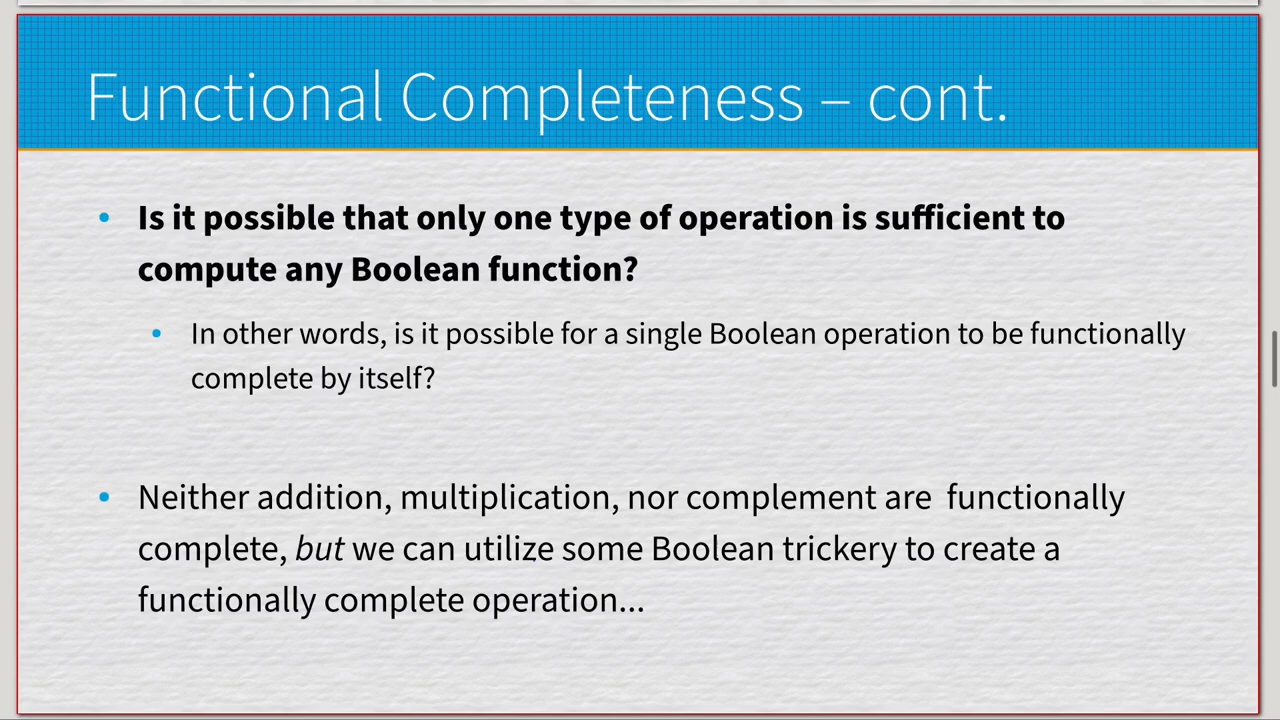 Functional Completeness – cont.
• Is it possible that only one type of operation is sufficient to
compute any Boolean function?
• In other words, is it possible for a single Boolean operation to be functionally
complete by itself?
• Neither addition, multiplication, nor complement are  functionally
complete, but we can utilize some Boolean trickery to create a
functionally complete operation...